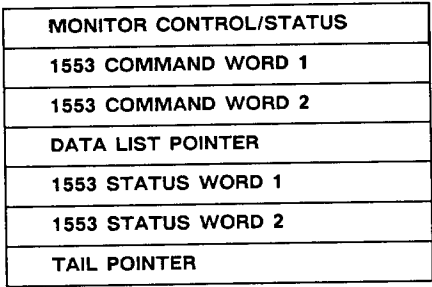 MONITOR CONTROL/STATUS
1553 COMMAND WORD 1
1553 COMMAND WORD 2
DATA LIST POINTER
1553 STATUS WORD 1
1553 STATUS WORD 2
TAIL POINTER